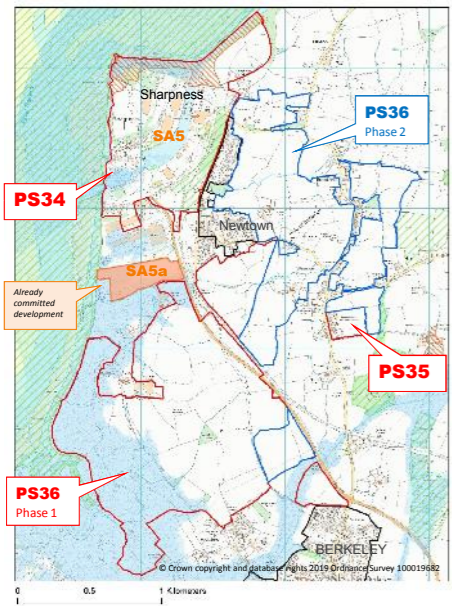 Sharpness
SA5
PS36
Phase 2
PS34
Newtown
SA5a
Already
committed
development
PS35
PS36
Phase 1
BERKELEY
© Crown copyright and database rights 2019 Ordnance Survey 100019682
0 0.5 1 Kilometers